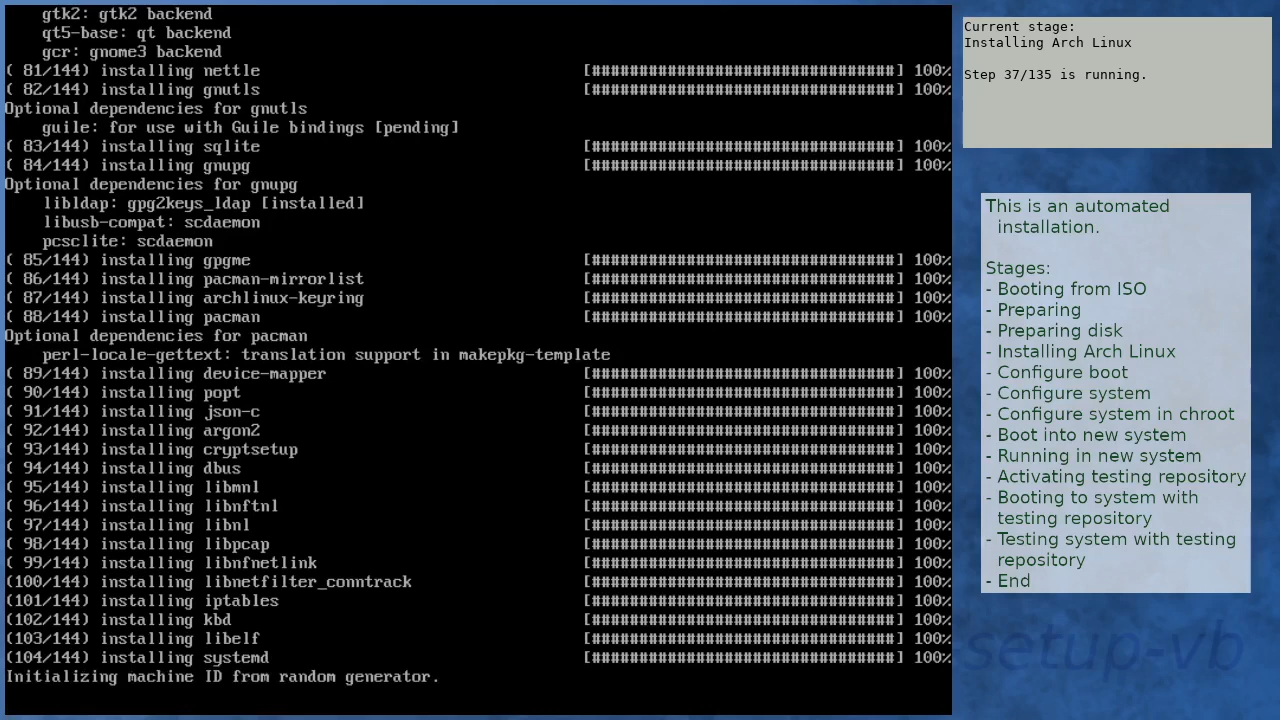 gtk2: gtk2 backend
    qt5-base: qt backend
    gcr: gnome3 backend
( 81/144) installing nettle [################################] 100%
( 82/144) installing gnutls [################################] 100%
Optional dependencies for gnutls
    guile: for use with Guile bindings [pending]
( 83/144) installing sqlite [################################] 100%
( 84/144) installing gnupg [################################] 100%
Optional dependencies for gnupg
    libldap: gpg2keys_ldap [installed]
    libusb-compat: scdaemon
    pcsclite: scdaemon
( 85/144) installing gpgme [################################] 100%
( 86/144) installing pacman-mirrorlist [################################] 100%
( 87/144) installing archlinux-keyring [################################] 100%
( 88/144) installing pacman [################################] 100%
Optional dependencies for pacman
    perl-locale-gettext: translation support in makepkg-template
( 89/144) installing device-mapper [################################] 100%
( 90/144) installing popt [################################] 100%
( 91/144) installing json-c [################################] 100%
( 92/144) installing argon2 [################################] 100%
( 93/144) installing cryptsetup [################################] 100%
( 94/144) installing dbus [################################] 100%
( 95/144) installing libmnl [################################] 100%
( 96/144) installing libnftnl [################################] 100%
( 97/144) installing libnl [################################] 100%
( 98/144) installing libpcap [################################] 100%
( 99/144) installing libnfnetlink [################################] 100%
(100/144) installing libnetfilter_conntrack [################################] 100%
(101/144) installing iptables [################################] 100%
(102/144) installing kbd [################################] 100%
(103/144) installing libelf [################################] 100%
(104/144) installing systemd [################################] 100%
Initializing machine ID from random generator.
Current stage:
Installing Arch Linux
Step 37/135 is running.
This is an automated
installation.
Stages:
- Booting from ISO
- Preparing
- Preparing disk
- Installing Arch Linux
- Configure boot
- Configure system
- Configure system in chroot
- Boot into new system
- Running in new system
- Activating testing repository
- Booting to system with
testing repository
- Testing system with testing
repository
- End
setup-vb